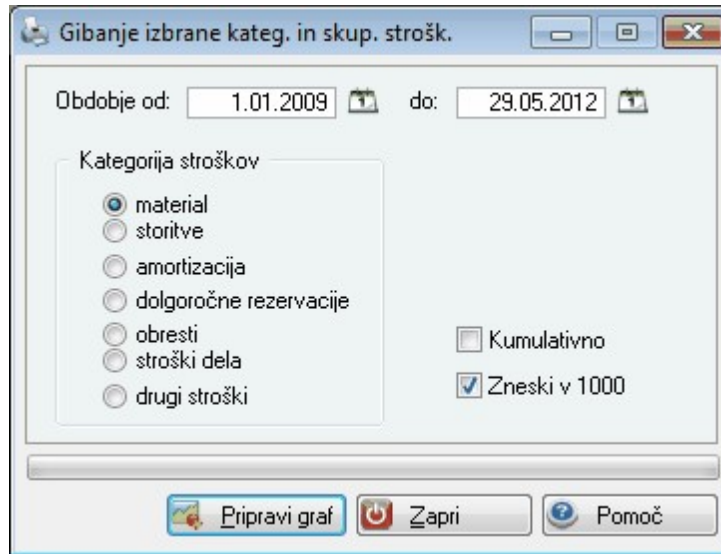 Gibanje izbrane kateg. in skup. strošk.
Obdobje od: 1.01.2009 do: 29.05.2012
Kategorija stroškov
material
storitve
amortizacija
dolgoročne rezervacije
obresti
stroški dela
drugi stroški
Kumulativno
Zneski v 1000
Pripravi graf Zapri Pomoč